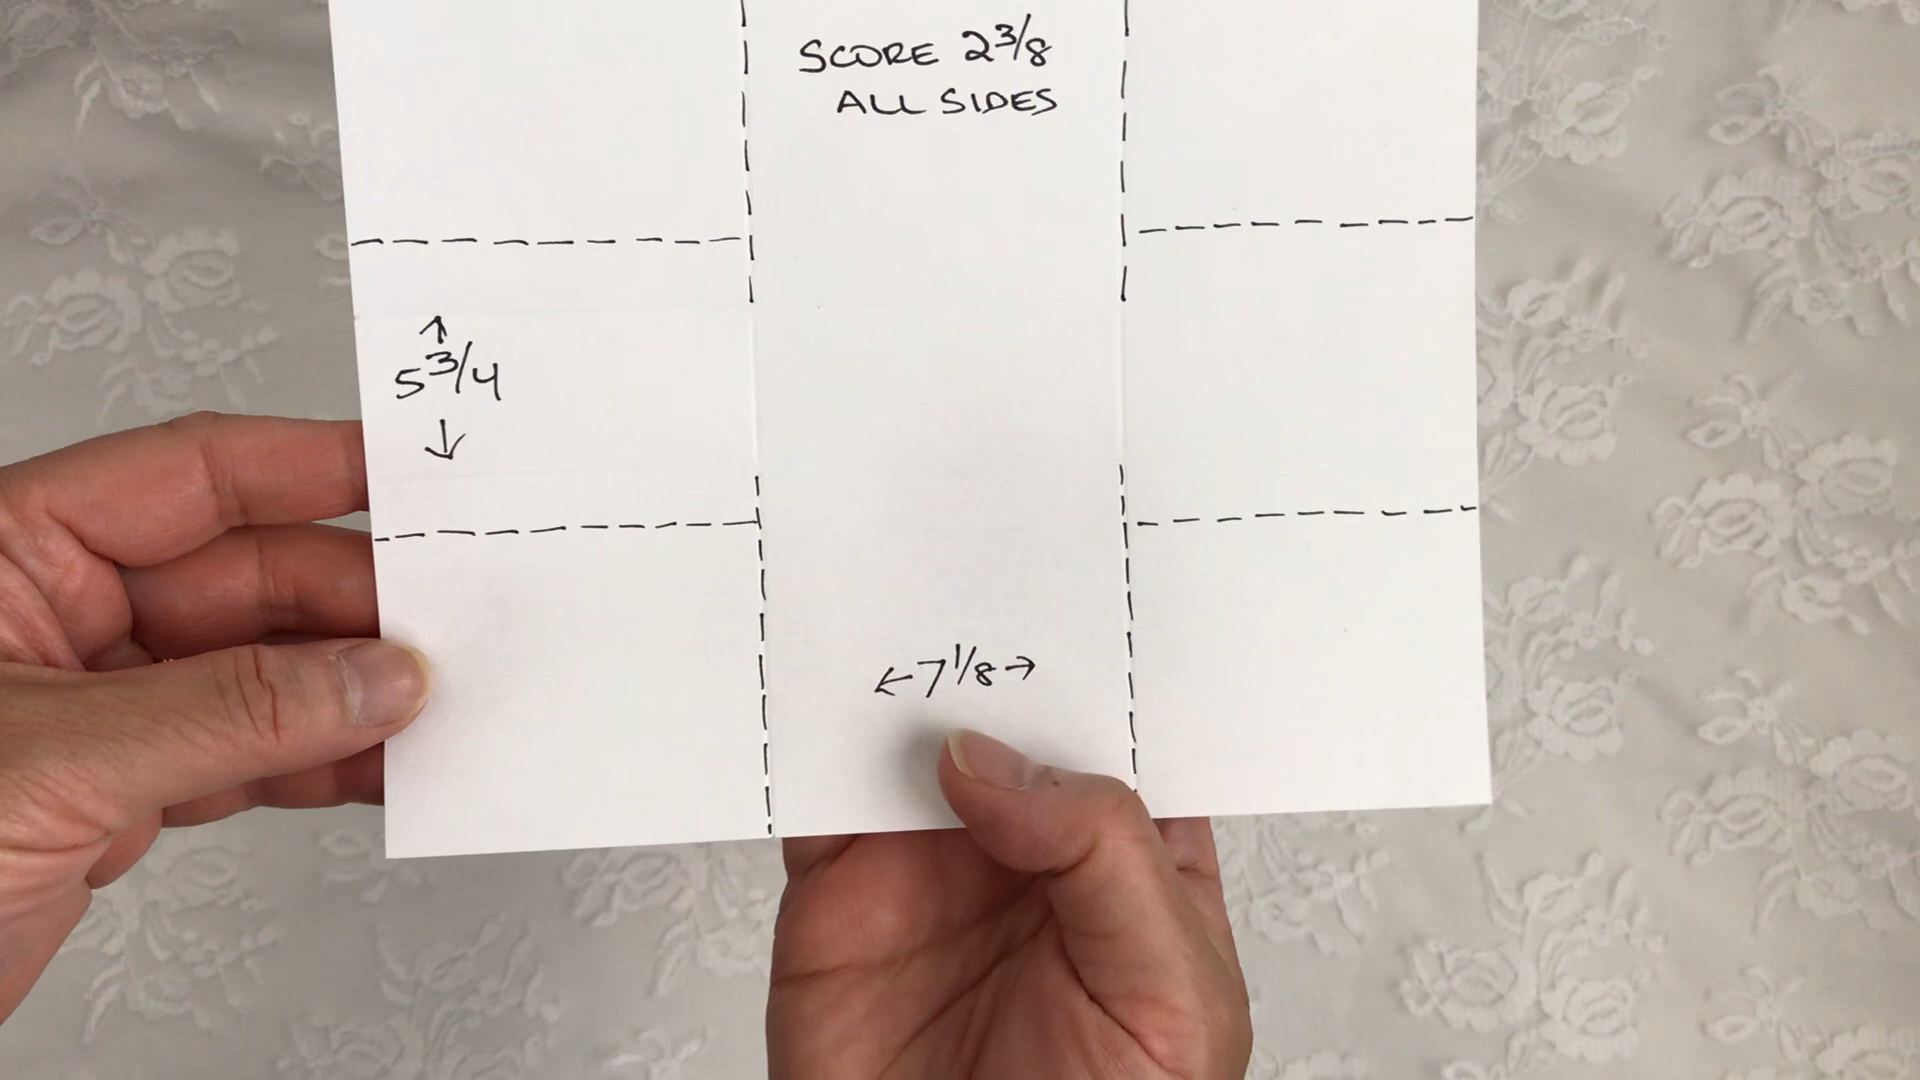 SCORE 2 3/8
ALL SIDES
↑
5 3/4
↓
←7 1/8→